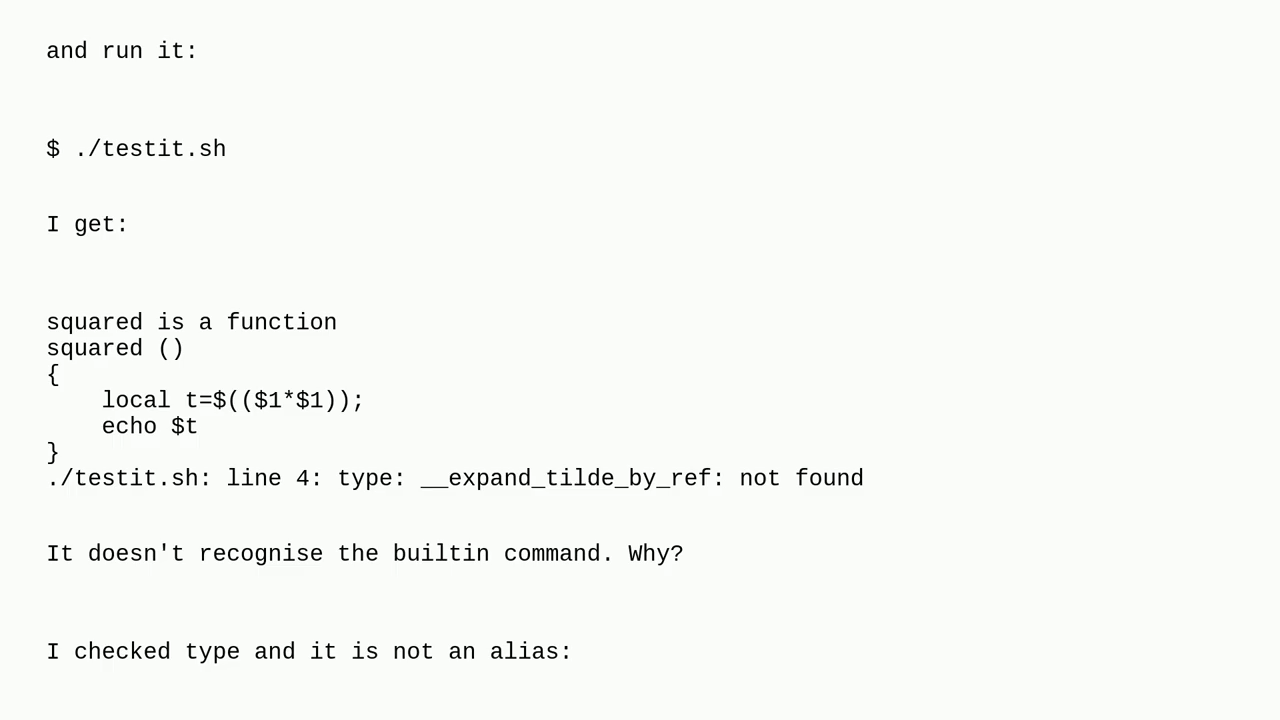 and run it:
$ ./testit.sh
I get:
squared is a function
squared ()
{
    local t=$(($1*$1));
    echo $t
}
./testit.sh: line 4: type: __expand_tilde_by_ref: not found
It doesn't recognise the builtin command. Why?
I checked type and it is not an alias: